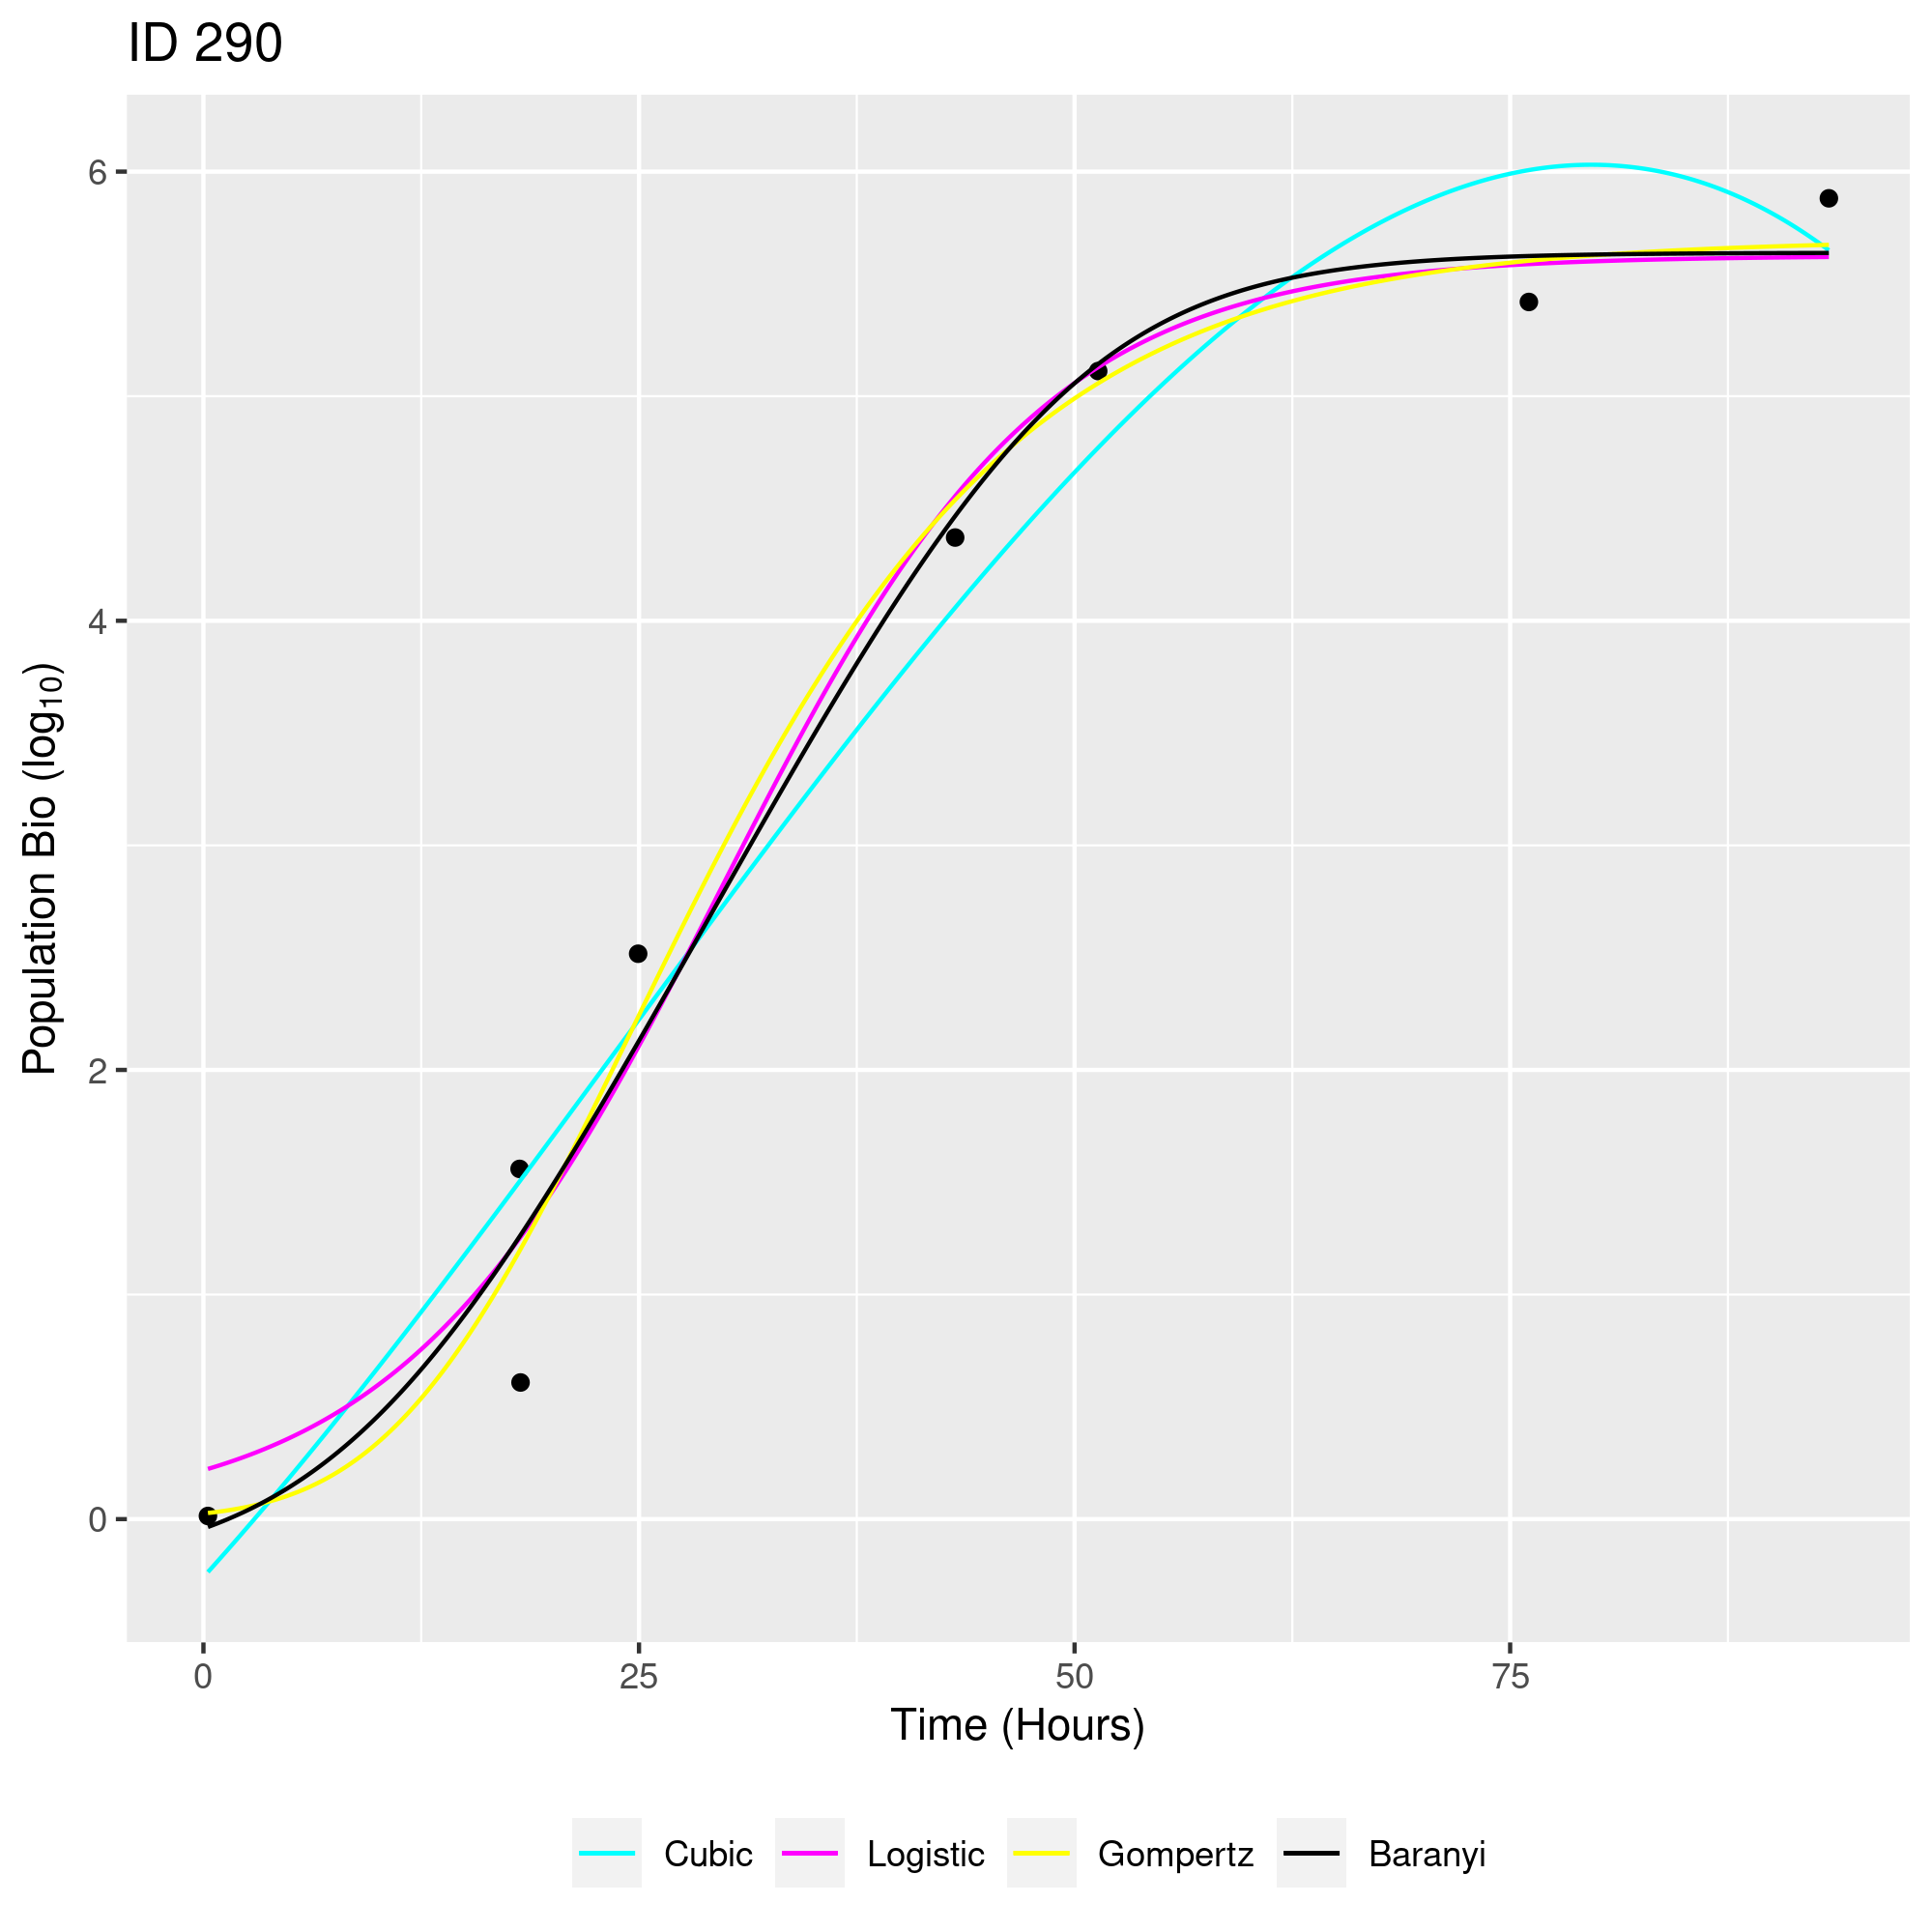 ID 290
Population Bio (log₁₀)
6
4
2
0
0 25 50 75
Time (Hours)
Cubic Logistic Gompertz Baranyi